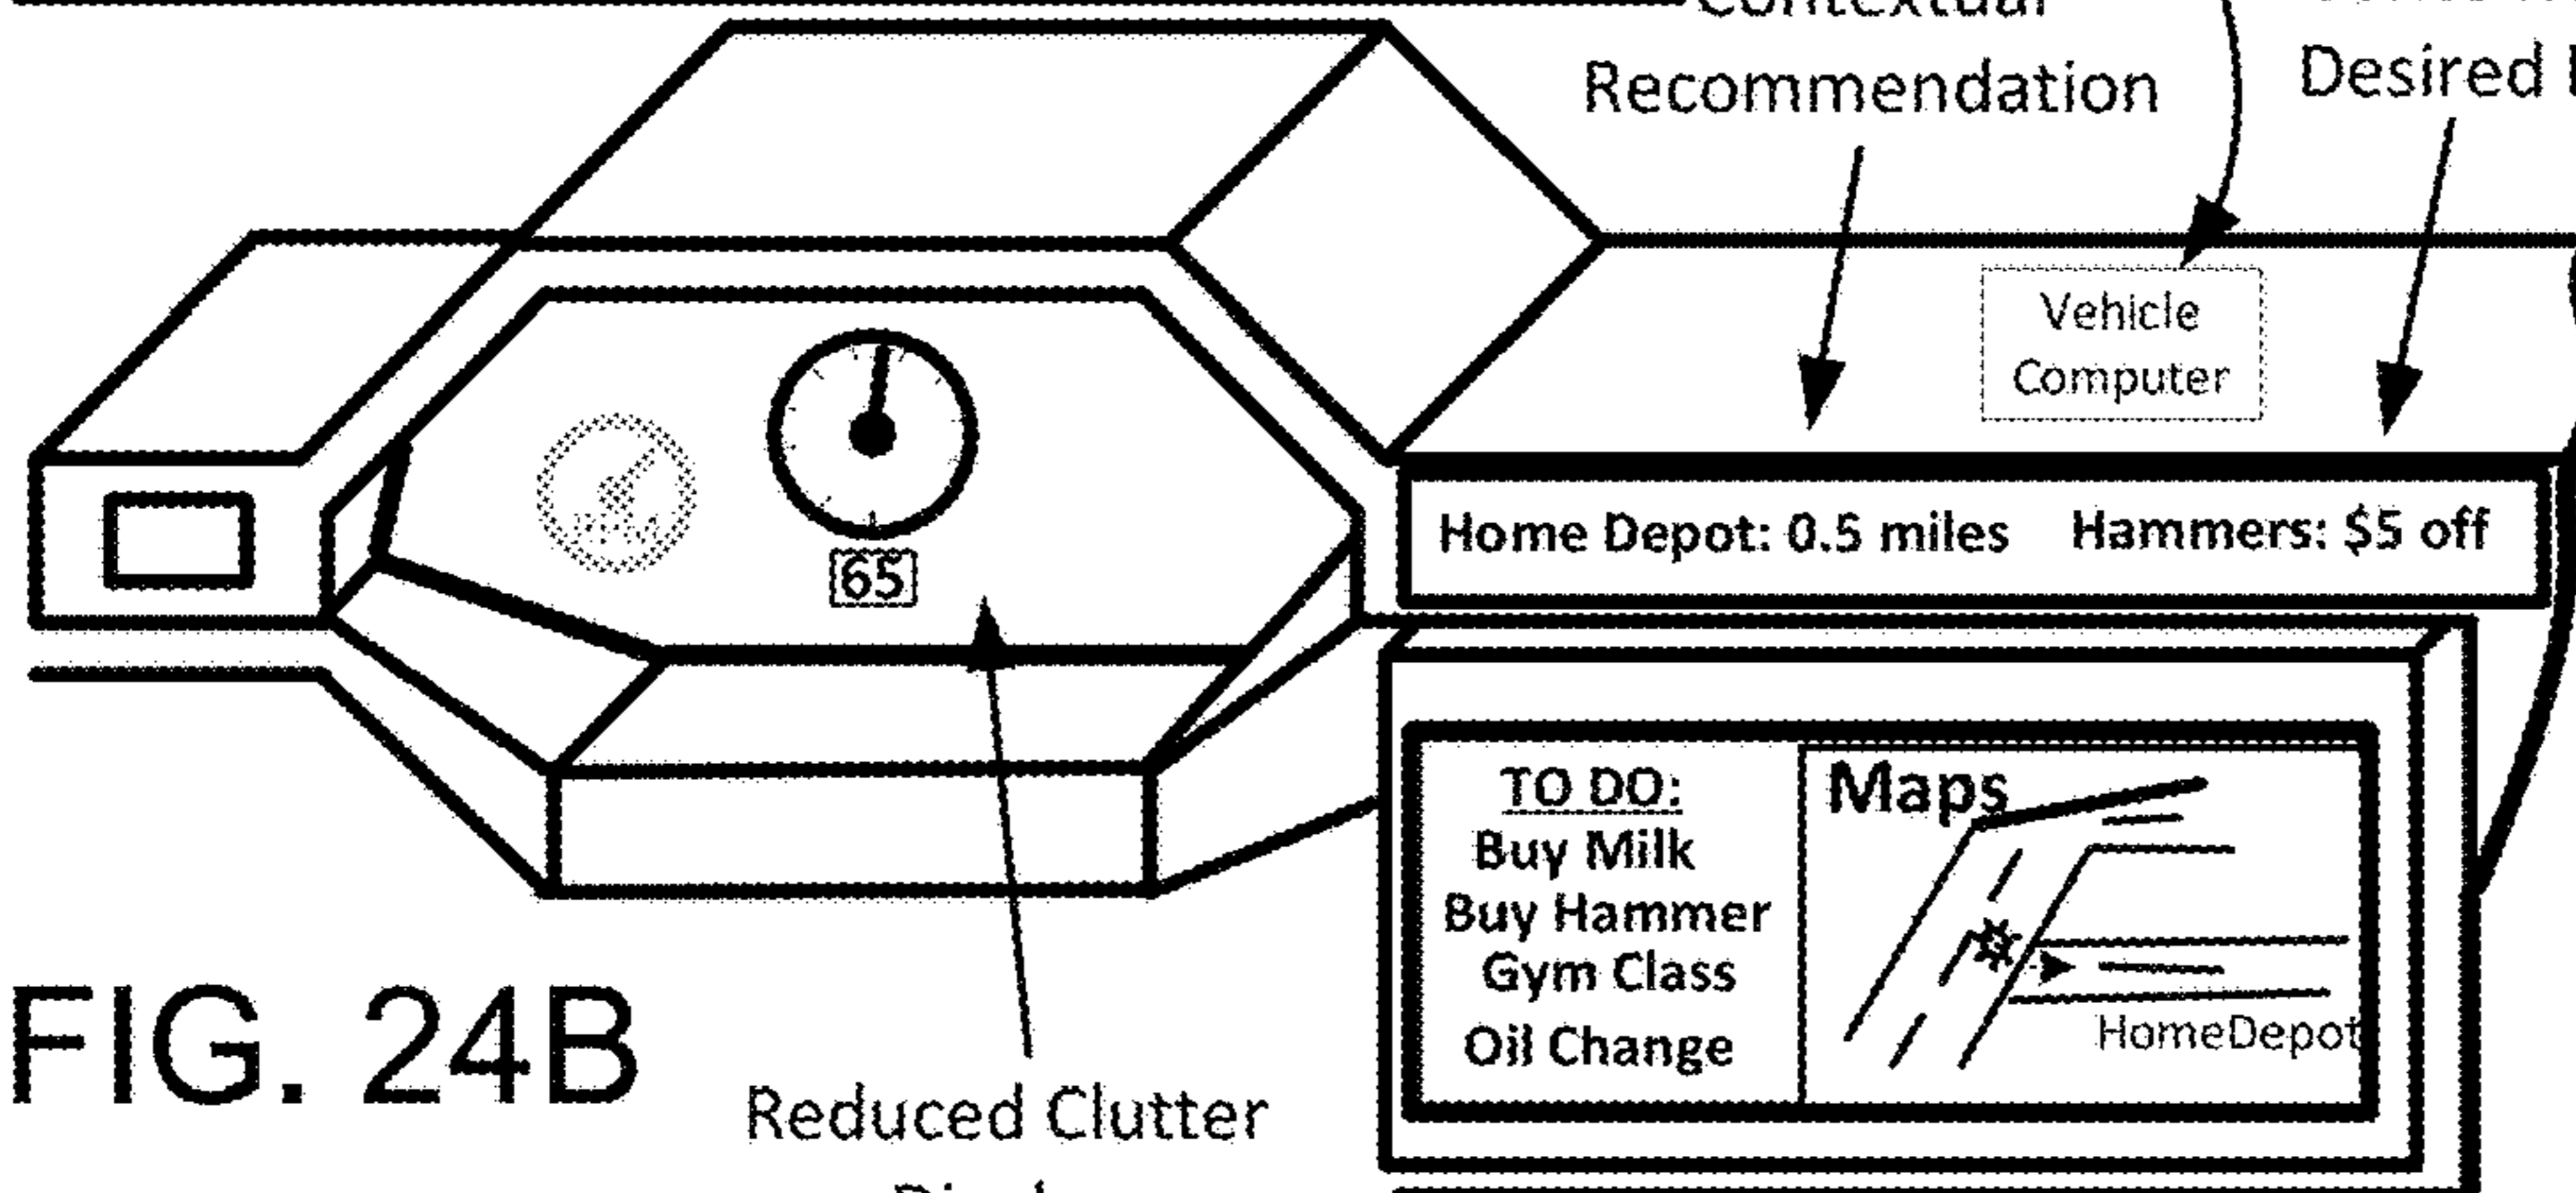 Contextual
Recommendation
Desired
Vehicle
Computer
Home Depot: 0.5 miles Hammers: $5 off
65
TO DO:
Buy Milk
Buy Hammer
Gym Class
Oil Change
Maps
HomeDepot
FIG. 24B
Reduced Clutter